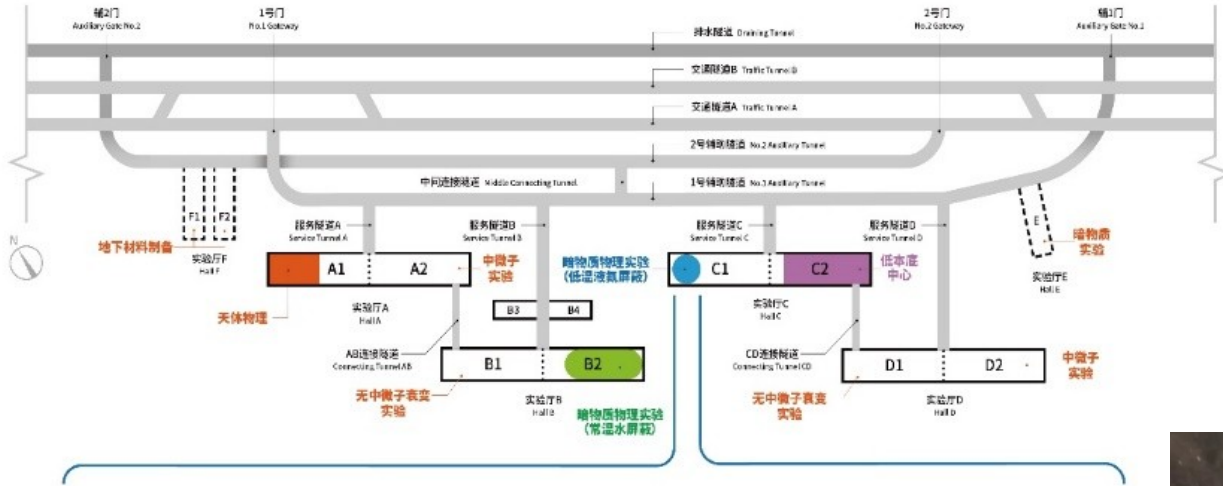 辅2门
Auxiliary Gate No.2
1号门
No.1 Gateway
2号门
No.2 Gateway
辅1门
Auxiliary Gate No.1
排水隧道 Draining Tunnel
交通隧道B Traffic Tunnel B
交通隧道A Traffic Tunnel A
2号辅助隧道 No.2 Auxiliary Tunnel
中间连接隧道 Middle Connecting Tunnel
1号辅助隧道 No.1 Auxiliary Tunnel
N
F1
F2
地下材料制备
实验厅F
Hall F
服务隧道A
Service Tunnel A
服务隧道B
Service Tunnel B
服务隧道C
Service Tunnel C
服务隧道D
Service Tunnel D
E
暗物质
实验
实验厅E
Hall E
A1
A2
中微子
实验
天体物理
实验厅A
Hall A
暗物质物理实验
(低温液氮屏蔽)
C1
C2
低本底
中心
实验厅C
Hall C
B3
B4
AB连接隧道
Connecting Tunnel AB
B1
B2
无中微子衰变
实验
实验厅B
Hall B
暗物质物理实验
(常温水屏蔽)
CD连接隧道
Connecting Tunnel CD
D1
D2
中微子
实验
无中微子衰变
实验
实验厅D
Hall D